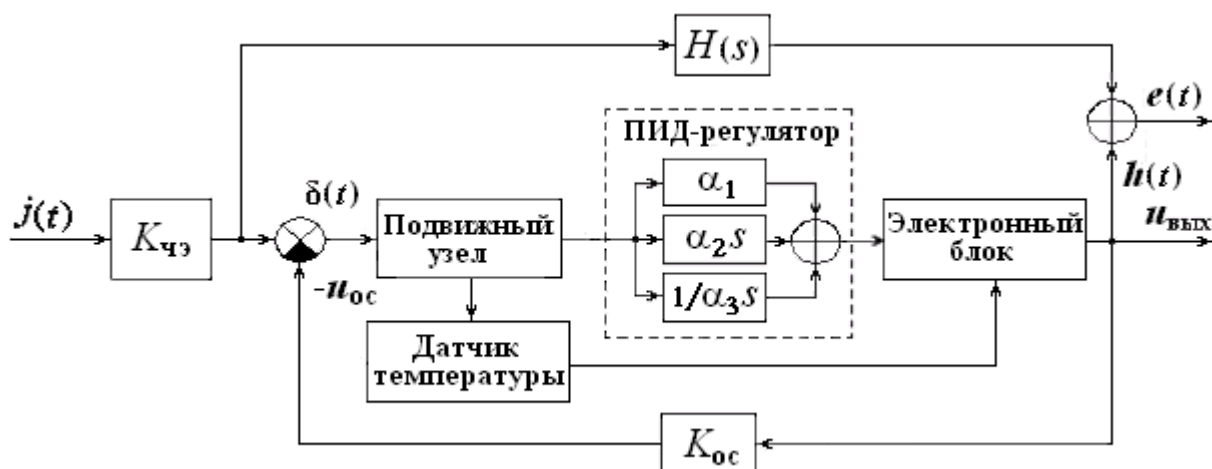 H(s)
e(t)
ПИД-регулятор
α₁
h(t)
j(t)
δ(t)
Kчэ
Подвижный
узел
α₂s
Электронный
блок
uвых
-uос
1/α₃s
Датчик
температуры
Kос